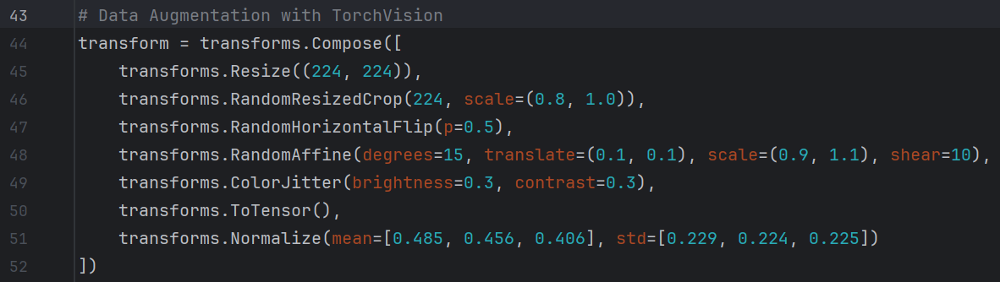 43 # Data Augmentation with TorchVision
44 transform = transforms.Compose([
45     transforms.Resize((224, 224)),
46     transforms.RandomResizedCrop(224, scale=(0.8, 1.0)),
47     transforms.RandomHorizontalFlip(p=0.5),
48     transforms.RandomAffine(degrees=15, translate=(0.1, 0.1), scale=(0.9, 1.1), shear=10),
49     transforms.ColorJitter(brightness=0.3, contrast=0.3),
50     transforms.ToTensor(),
51     transforms.Normalize(mean=[0.485, 0.456, 0.406], std=[0.229, 0.224, 0.225])
52 ])